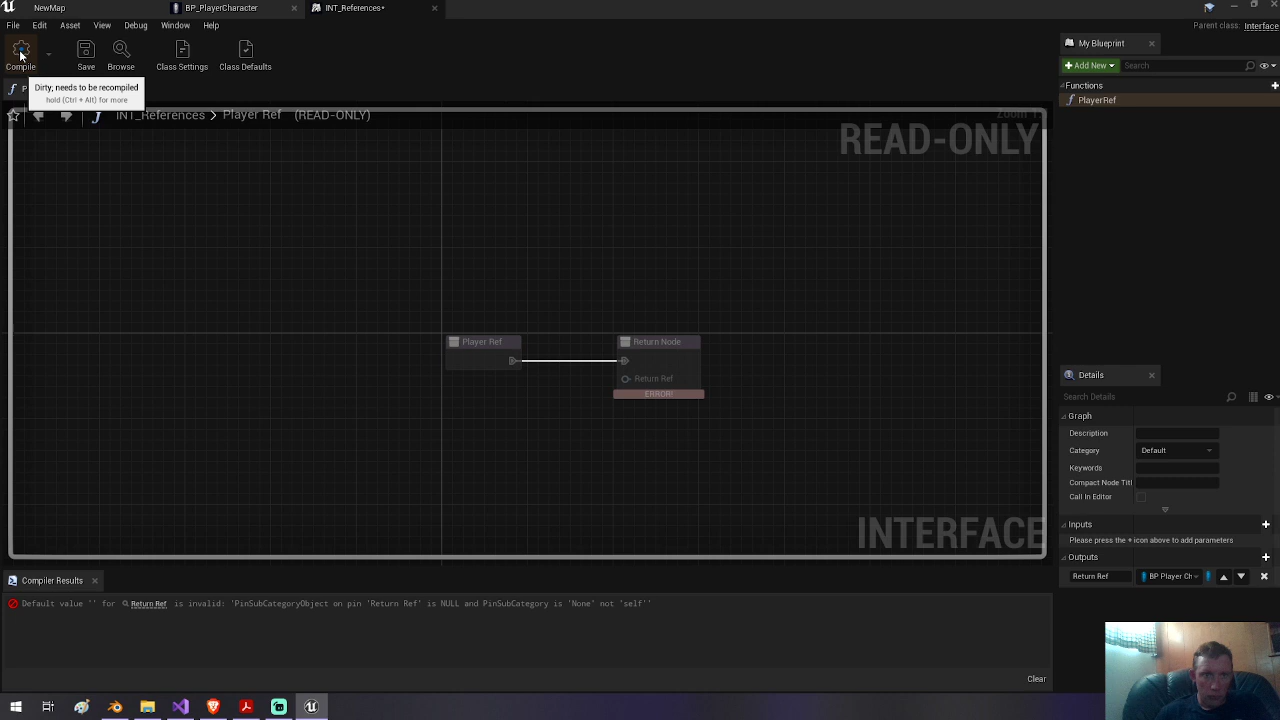 NewMap
BP_PlayerCharacter
INT_References•
File Edit Asset View Debug Window Help
Parent class: Interface
Compile Save Browse Class Settings Class Defaults
Dirty; needs to be recompiled
hold (Ctrl + Alt) for more
INT_References > Player Ref (READ-ONLY)
READ-ONLY
Player Ref
Return Node
Return Ref
ERROR!
INTERFACE
My Blueprint
Add New Search
Functions
PlayerRef
Details
Search Details
Graph
Description
Category Default
Keywords
Compact Node Titl
Call In Editor
Inputs
Please press the + icon above to add parameters
Outputs
Return Ref BP Player Ch
Compiler Results
Default value '' for Return Ref is invalid: 'PinSubCategoryObject on pin 'Return Ref' is NULL and PinSubCategory is 'None' not 'self''
Clear